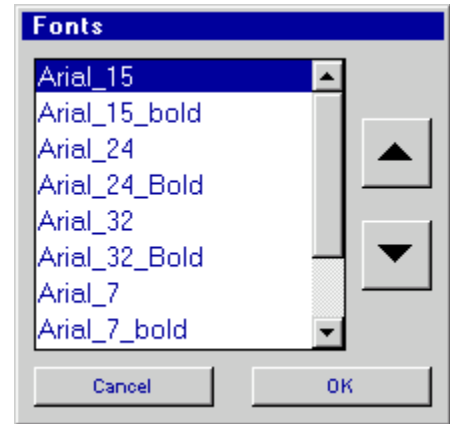 Fonts
Arial_15
Arial_15_bold
Arial_24
Arial_24_Bold
Arial_32
Arial_32_Bold
Arial_7
Arial_7_bold
Cancel OK